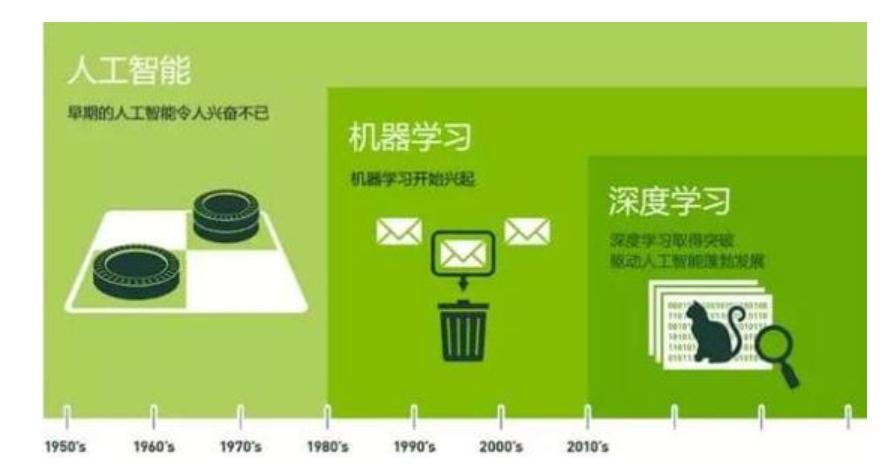 人工智能
早期的人工智能令人兴奋不已
机器学习
机器学习开始兴起
深度学习
深度学习取得突破
驱动人工智能蓬勃发展
1950's
1960's
1970's
1980's
1990's
2000's
2010's